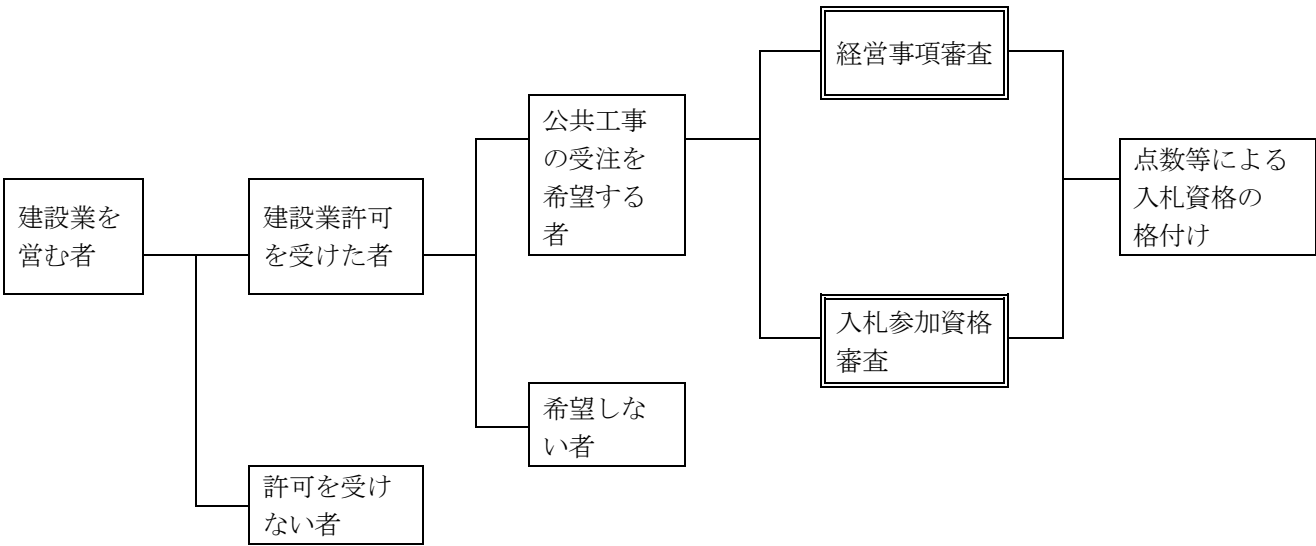 建設業を
営む者
建設業許可
を受けた者
許可を受け
ない者
公共工事
の受注を
希望する
者
希望しな
い者
経営事項審査
入札参加資格
審査
点数等による
入札資格の
格付け